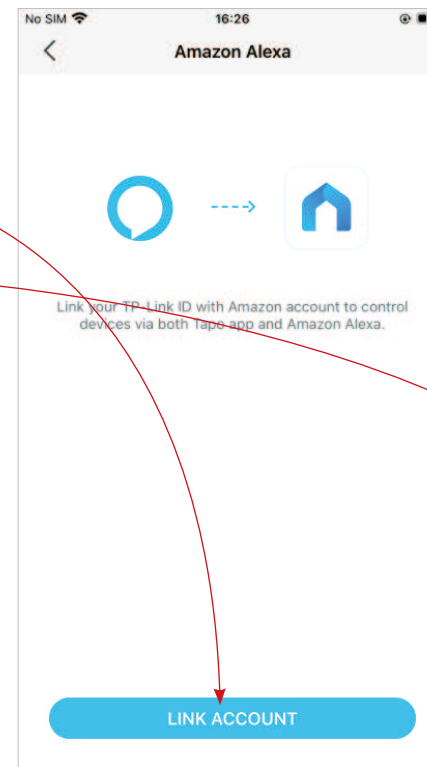 No SIM 16:26
Amazon Alexa
Link your TP-Link ID with Amazon account to control
devices via both Tapo app and Amazon Alexa.
LINK ACCOUNT